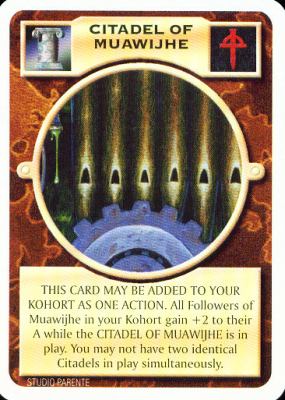 CITADEL OF
MUAWIJHE
THIS CARD MAY BE ADDED TO YOUR
KOHORT AS ONE ACTION. All Followers of
Muawijhe in your Kohort gain +2 to their
A while the CITADEL OF MUAWIJHE is in
play. You may not have two identical
Citadels in play simultaneously.
STUDIO PARENTE